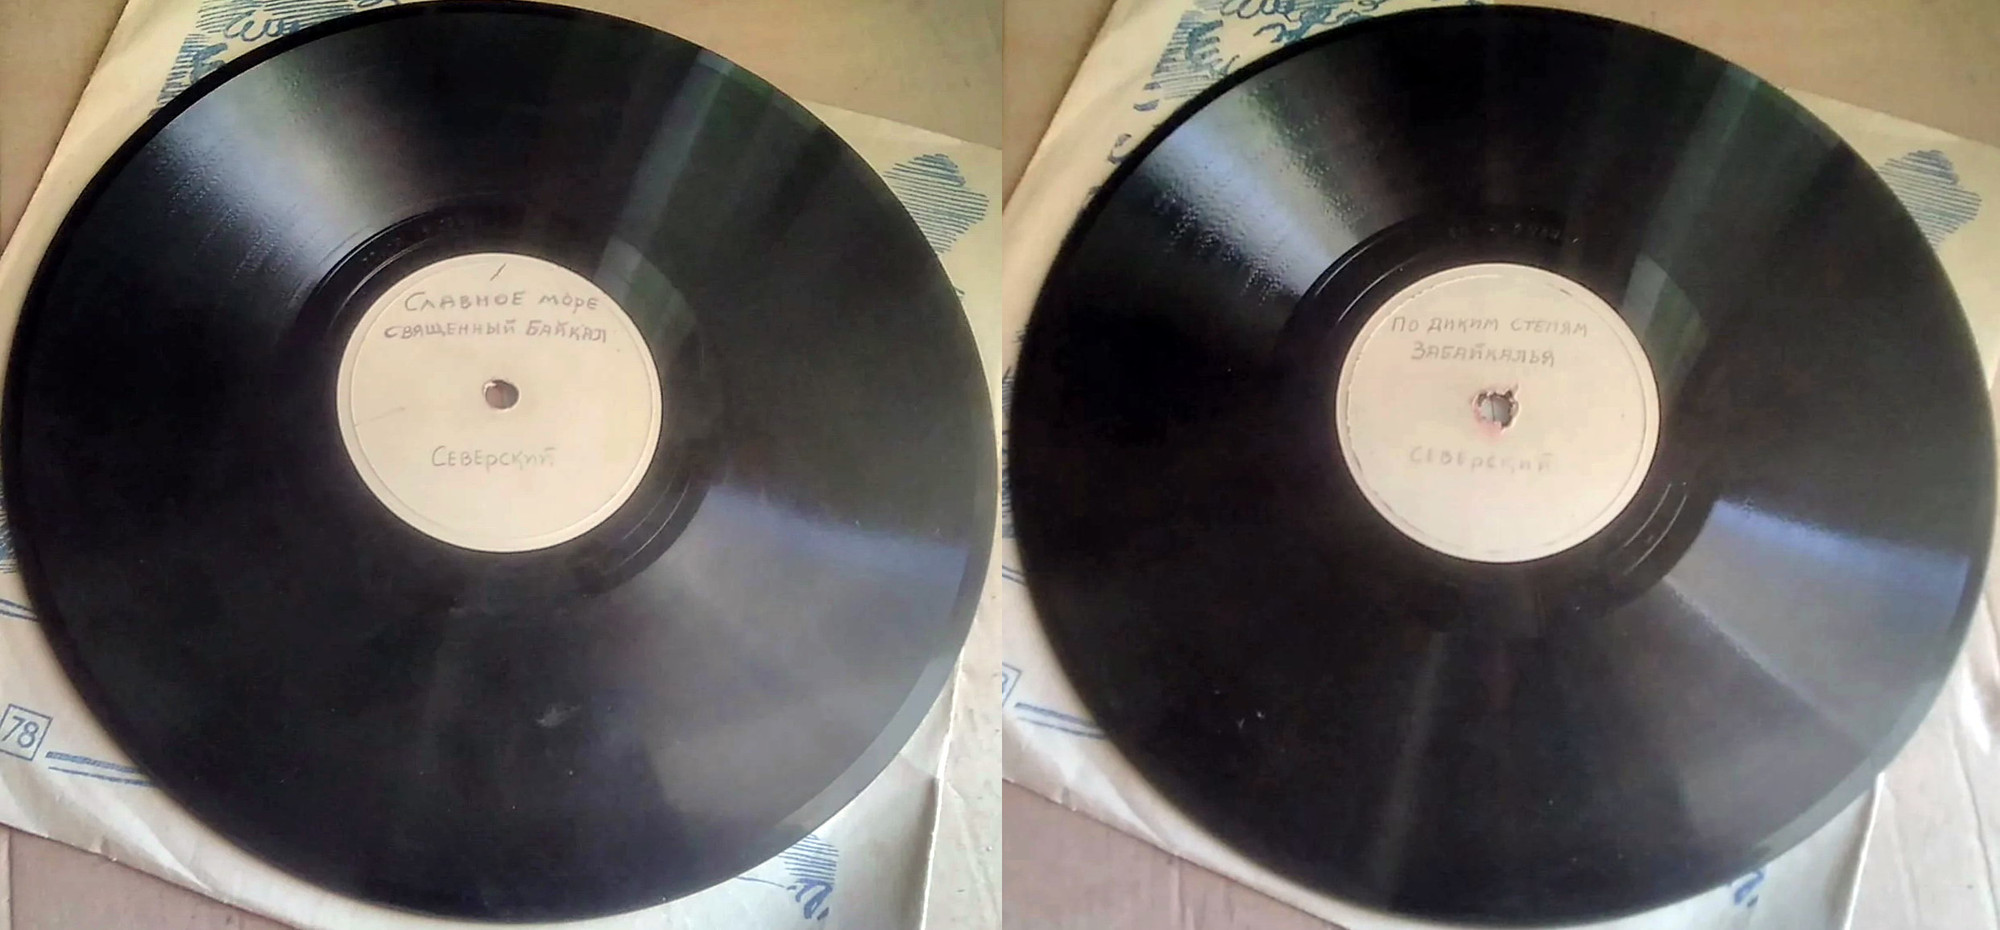 /
Славное море
священный Байкал
Северский
78
По диким степям
Забайкалья
Северский